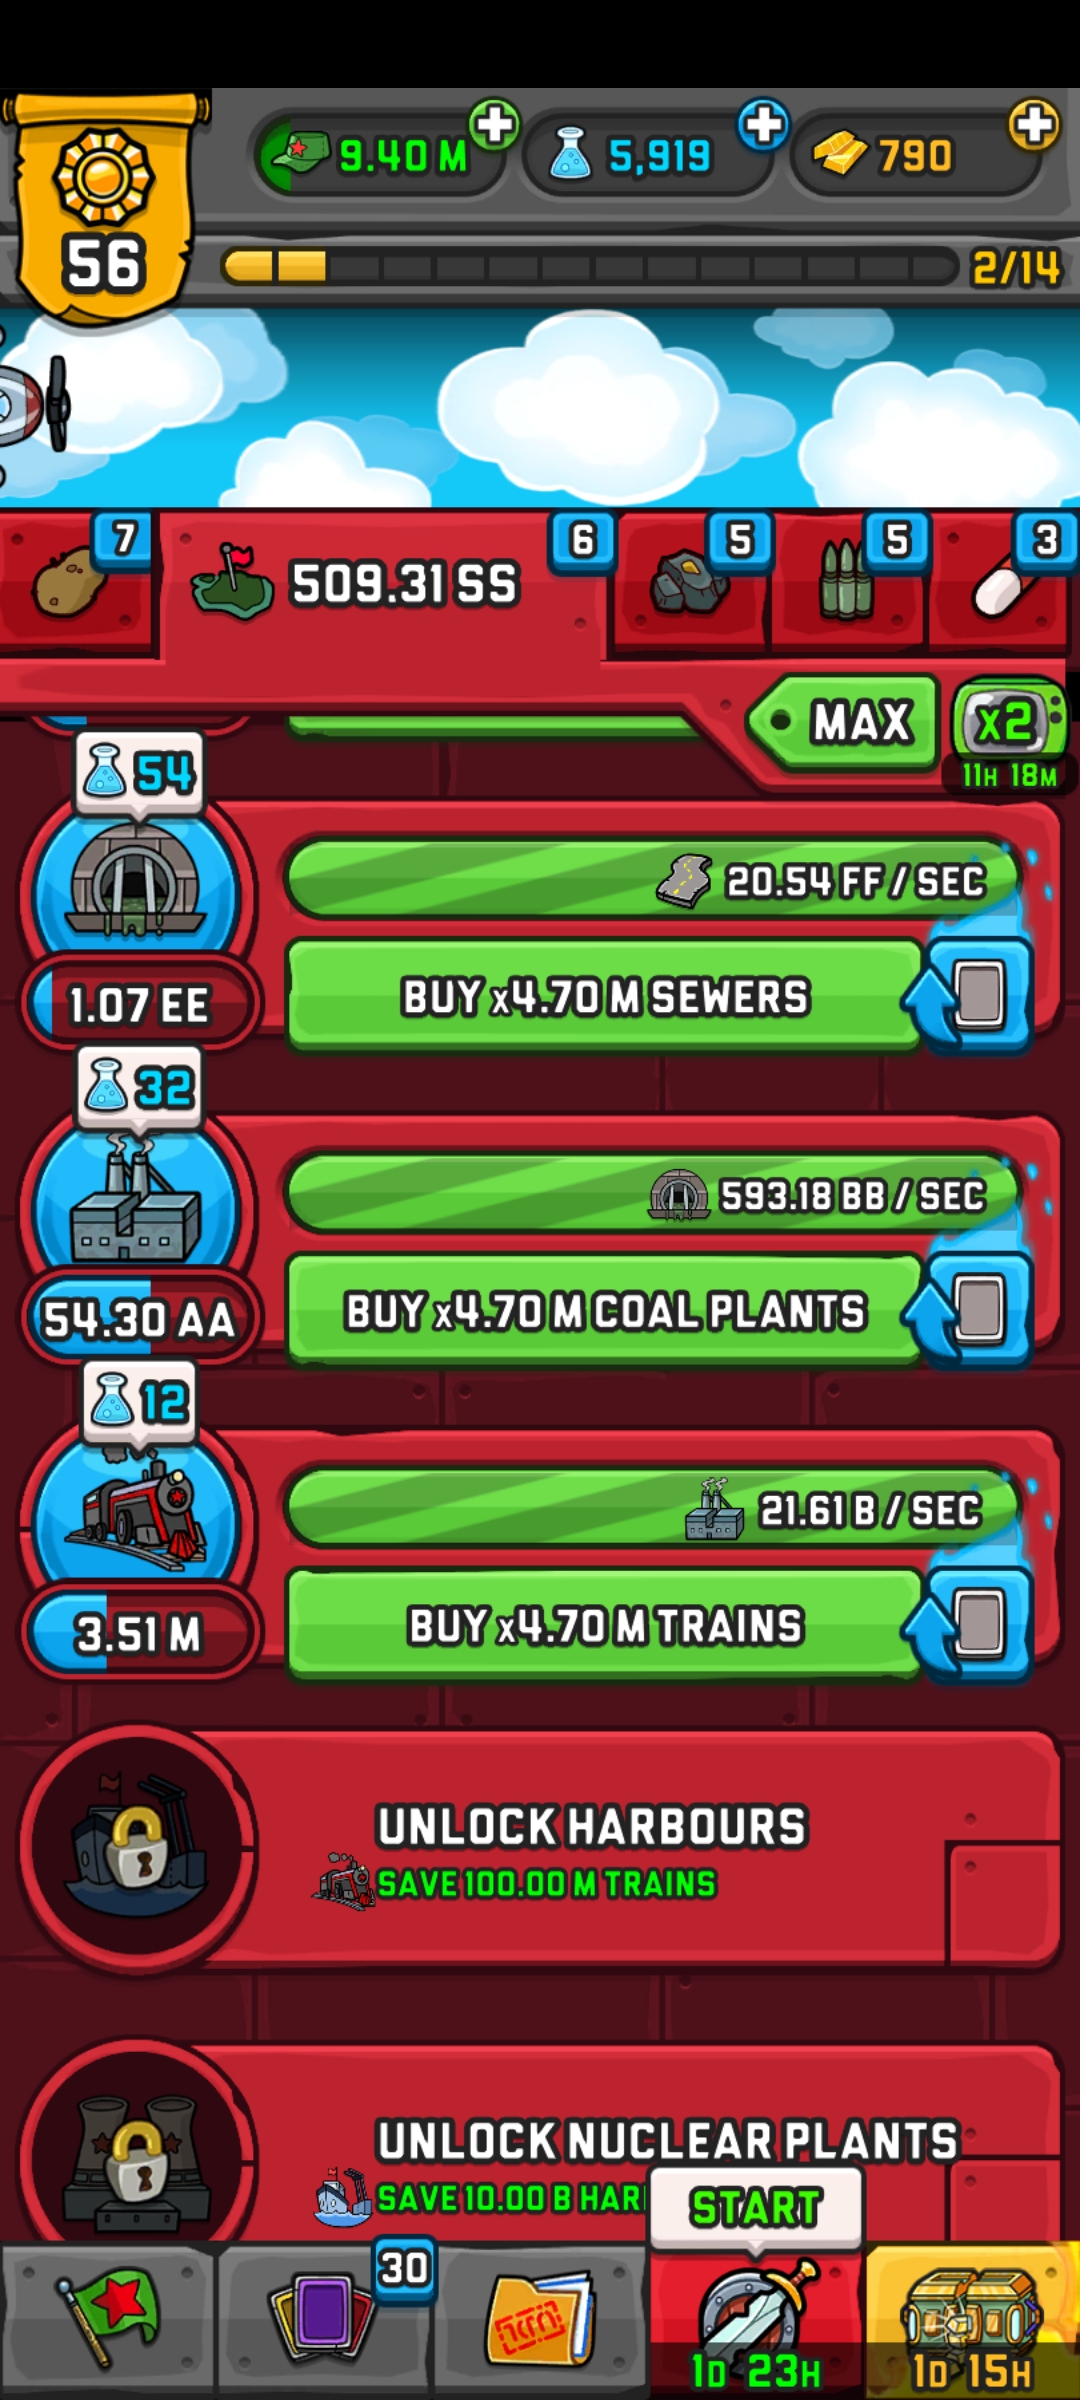 9.40 M
5,919
790
56
2/14
7
509.31 SS
6
5
5
3
MAX
x2
11H 18M
54
20.54 FF / SEC
BUY x4.70 M SEWERS
1.07 EE
32
593.18 BB / SEC
BUY x4.70 M COAL PLANTS
54.30 AA
12
21.61 B / SEC
BUY x4.70 M TRAINS
3.51 M
UNLOCK HARBOURS
SAVE 100.00 M TRAINS
UNLOCK NUCLEAR PLANTS
SAVE 10.00 B HAR
START
30
1D 23H
1D 15H